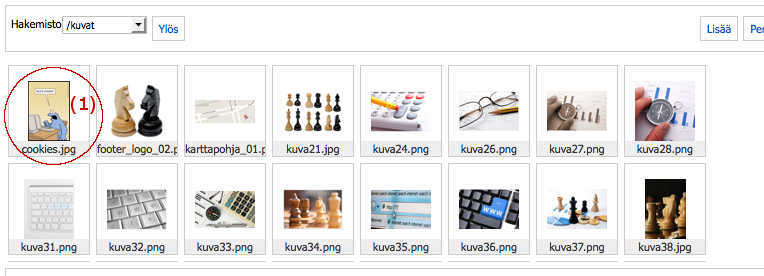 Hakemisto /kuvat Ylös Lisää Per
(1)
cookies.jpg footer_logo_02.p karttapohja_01.p kuva21.jpg kuva24.png kuva26.png kuva27.png kuva28.png
www
kuva31.png kuva32.png kuva33.png kuva34.png kuva35.png kuva36.png kuva37.png kuva38.jpg